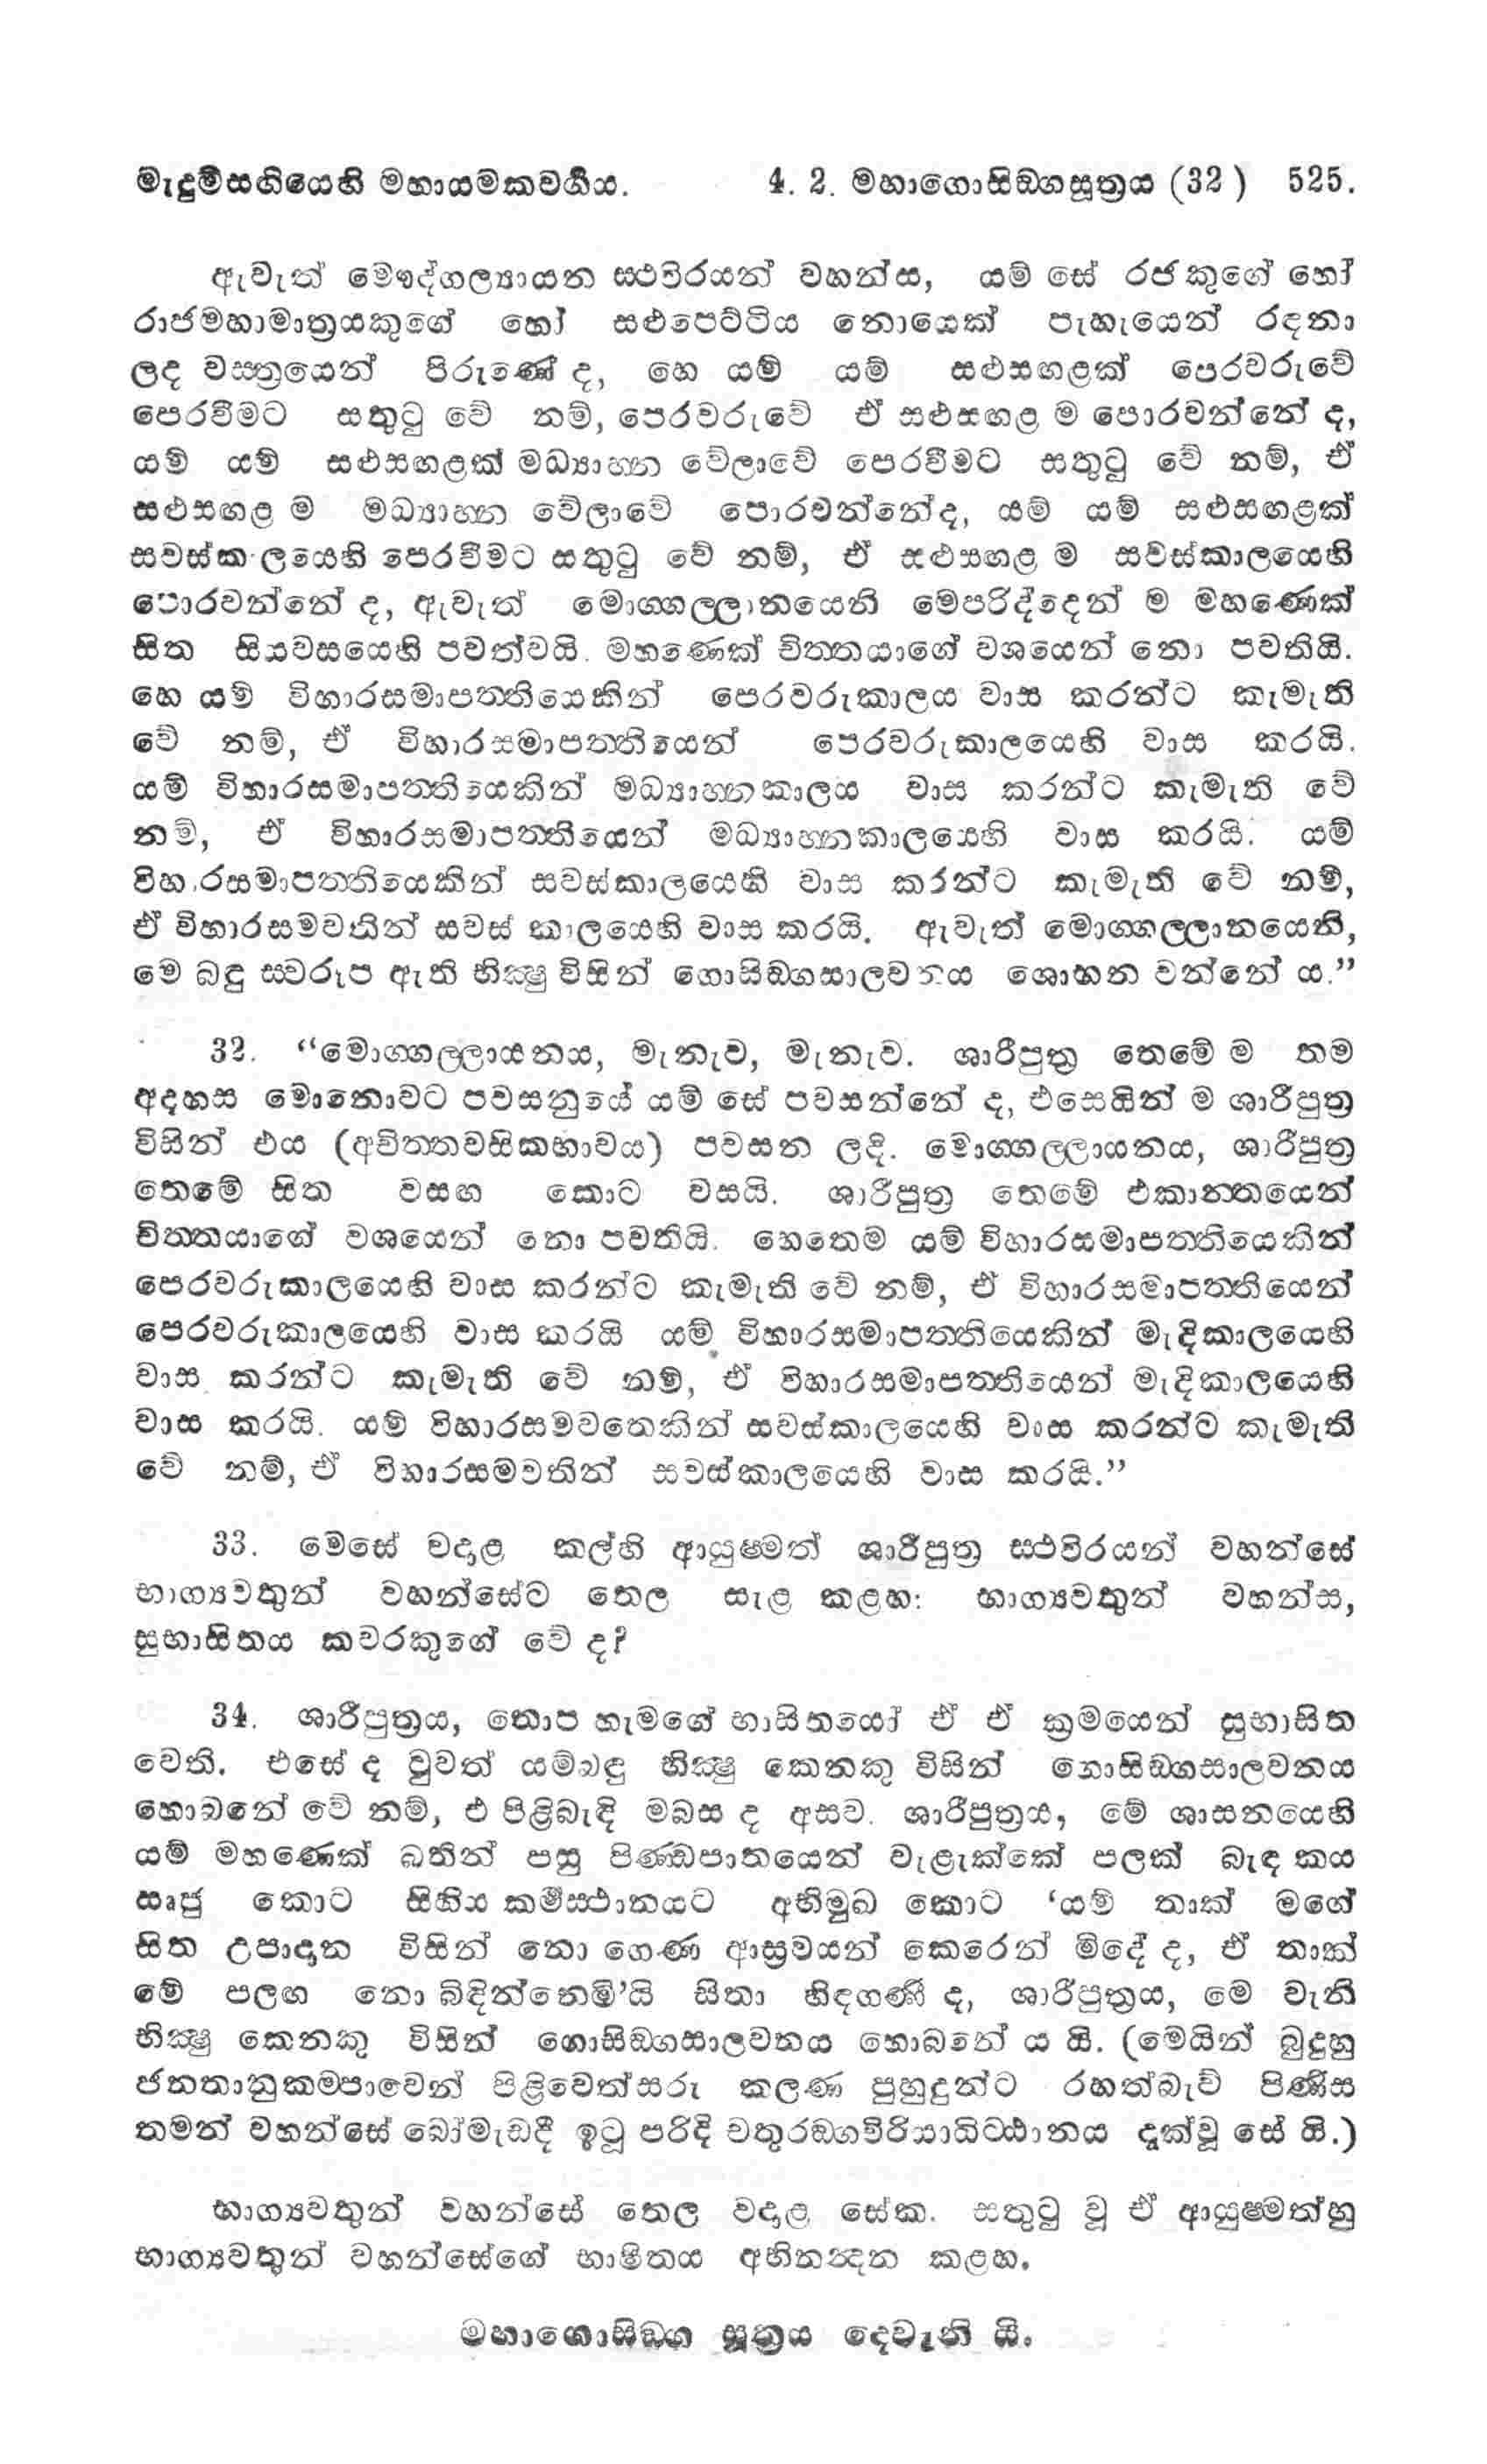 මැදුම්සඟියෙහි මහායමකවර්‍ගය. 4. 2. මහාගොසිඞ්ගසූත්‍රය (32) 525.
ඇවැත් මෞද්ගල්‍යායන ස්ථවිරයන් වහන්ස, යම් සේ රජකුගේ හෝ
රාජමහාමාත්‍රයකුගේ හෝ සළුපෙට්ටිය නොයෙක් පැහැයෙන් රඳනා
ලද වස්ත්‍රයෙන් පිරුණේ ද, හෙ යම් යම් සළුසඟළක් පෙරවරුවේ
පෙරවීමට සතුටු වේ නම්, පෙරවරුවේ ඒ සළුසඟළ ම පොරවන්නේ ද,
යම් යම් සළුසඟළක් මධ්‍යාහ්න වේලාවේ පෙරවීමට සතුටු වේ නම්, ඒ
සළුසඟළ ම මධ්‍යාහ්න වේලාවේ පොරවන්නේද, යම් යම් සළුසඟළක්
සවස්කාලයෙහි පෙරවීමට සතුටු වේ නම්, ඒ සළුසඟළ ම සවස්කාලයෙහි
පොරවන්නේ ද, ඇවැත් මොග්ගල්ලානයෙනි මෙපරිද්දෙන් ම මහණෙක්
සිත සියවසයෙහි පවත්වයි. මහණෙක් චිත්තයාගේ වශයෙන් නො පවතියි.
හෙ යම් විහාරසමාපත්තියෙකින් පෙරවරුකාලය වාස කරන්ට කැමැති
වේ නම්, ඒ විහාරසමාපත්තියෙන් පෙරවරුකාලයෙහි වාස කරයි.
යම් විහාරසමාපත්තියෙකින් මධ්‍යාහ්නකාලය වාස කරන්ට කැමැති වේ
නම්, ඒ විහාරසමාපත්තියෙන් මධ්‍යාහ්නකාලයෙහි වාස කරයි. යම්
විහාරසමාපත්තියෙකින් සවස්කාලයෙහි වාස කරන්ට කැමැති වේ නම්,
ඒ විහාරසමවතින් සවස් කාලයෙහි වාස කරයි. ඇවැත් මොග්ගල්ලානයෙනි,
මෙ බඳු ස්වරූප ඇති භික්‍ෂු විසින් ගොසිඞ්ගසාලවනය ශොභන වන්නේ ය.”
32. “මොග්ගල්ලායනය, මැනැව, මැනැව. ශාරීපුත්‍ර තෙමේ ම තම
අදහස මොනොවට පවසනුයේ යම් සේ පවසන්නේ ද, එසෙයින් ම ශාරීපුත්‍ර
විසින් එය (අචිත්තවසිකභාවය) පවසන ලදි. මොග්ගල්ලායනය, ශාරීපුත්‍ර
තෙමේ සිත වසඟ කොට වසයි. ශාරීපුත්‍ර තෙමේ එකාන්තයෙන්
චිත්තයාගේ වශයෙන් නො පවතියි. හෙතෙම යම් විහාරසමාපත්තියෙකින්
පෙරවරුකාලයෙහි වාස කරන්ට කැමැති වේ නම්, ඒ විහාරසමාපත්තියෙන්
පෙරවරුකාලයෙහි වාස කරයි යම් විහාරසමාපත්තියෙකින් මැදිකාලයෙහි
වාස කරන්ට කැමැති වේ නම්, ඒ විහාරසමාපත්තියෙන් මැදිකාලයෙහි
වාස කරයි. යම් විහාරසමවතෙකින් සවස්කාලයෙහි වාස කරන්ට කැමැති
වේ නම්, ඒ විහාරසමවතින් සවස්කාලයෙහි වාස කරයි.”
33. මෙසේ වදාළ කල්හි ආයුෂ්මත් ශාරීපුත්‍ර ස්ථවිරයන් වහන්සේ
භාග්‍යවතුන් වහන්සේට තෙල සැළ කළහ: භාග්‍යවතුන් වහන්ස,
සුභාසිතය කවරකුගේ වේ ද?
34. ශාරීපුත්‍රය, තොප හැමගේ භාසිතයෝ ඒ ඒ ක්‍රමයෙන් සුභාසිත
වෙති. එසේ ද වුවත් යම්බඳු භික්‍ෂු කෙනකු විසින් ගොසිඞ්ගසාලවනය
හොබනේ වේ නම්, එ පිළිබැඳි මබස ද අසව. ශාරීපුත්‍රය, මේ ශාසනයෙහි
යම් මහණෙක් බතින් පසු පිණ්ඩපාතයෙන් වැළැක්කේ පලක් බැඳ කය
ඍජු කොට සිහිය කර්‍මස්ථානයට අභිමුඛ කොට ‘යම් තාක් මගේ
සිත උපාදාන විසින් නො ගෙණ ආස්‍රවයන් කෙරෙන් මිදේ ද, ඒ තාක්
මේ පලඟ නො බිඳින්නෙමි’යි සිතා හිඳගණී ද, ශාරීපුත්‍රය, මෙ වැනි
භික්‍ෂු කෙනකු විසින් ගොසිඞ්ගසාලවනය හොබනේ ය යි. (මෙයින් බුදුහු
ජනතානුකම්පාවෙන් පිළිවෙත්සරු කලණ පුහුදුන්ට රහත්බැව් පිණිස
තමන් වහන්සේ බෝමැඩදී ඉටූ පරිදි චතුරඞ්ගවීරියාධිට්ඨානය දැක්වූ සේ යි.)
භාග්‍යවතුන් වහන්සේ තෙල වදාළ සේක. සතුටු වූ ඒ ආයුෂ්මත්හු
භාග්‍යවතුන් වහන්සේගේ භාෂිතය අභිනන්‍දන කළහ.
මහාගොසිඞ්ග සූත්‍රය දෙවැනි යි.